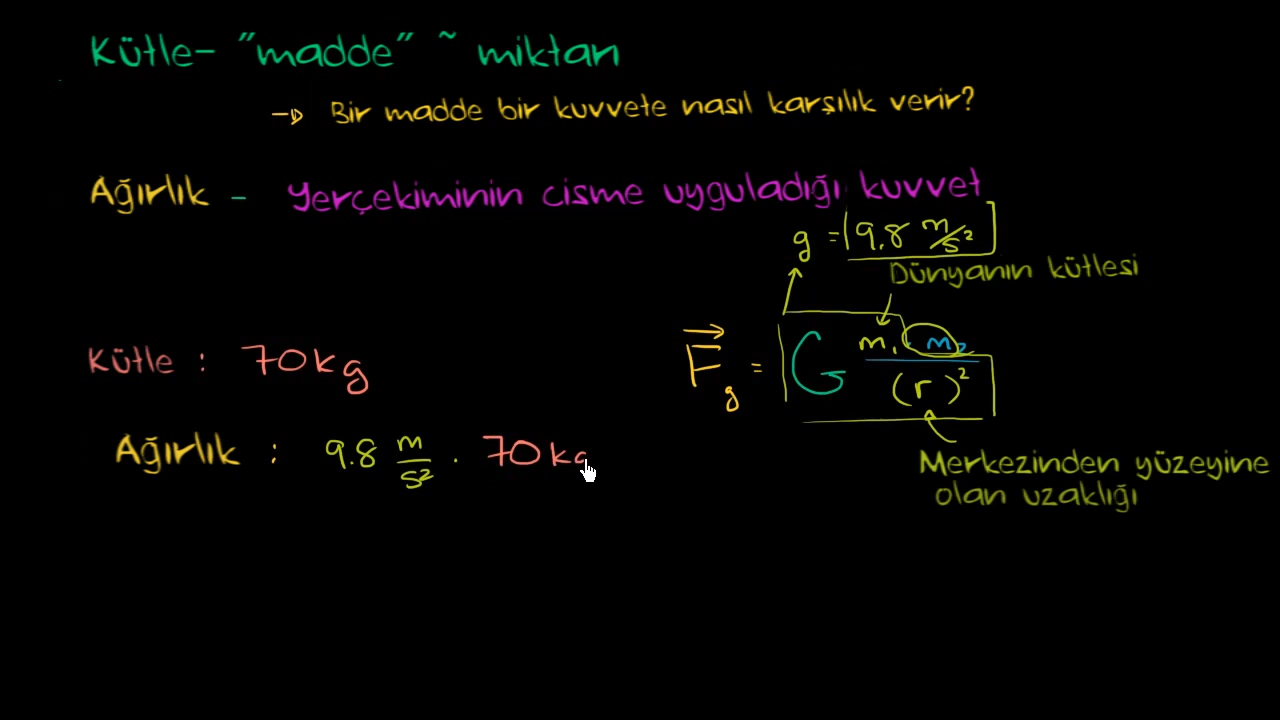 Kütle- "madde" ~ miktarı
→ Bir madde bir kuvvete nasıl karşılık verir?
Ağırlık - Yerçekiminin cisme uyguladığı kuvvet
g = 9.8 m/s²
Dünyanın kütlesi
F_g = G m₁ · m₂ / (r)²
Kütle : 70kg
Ağırlık : 9.8 m/s² · 70kg
Merkezinden yüzeyine
olan uzaklığı